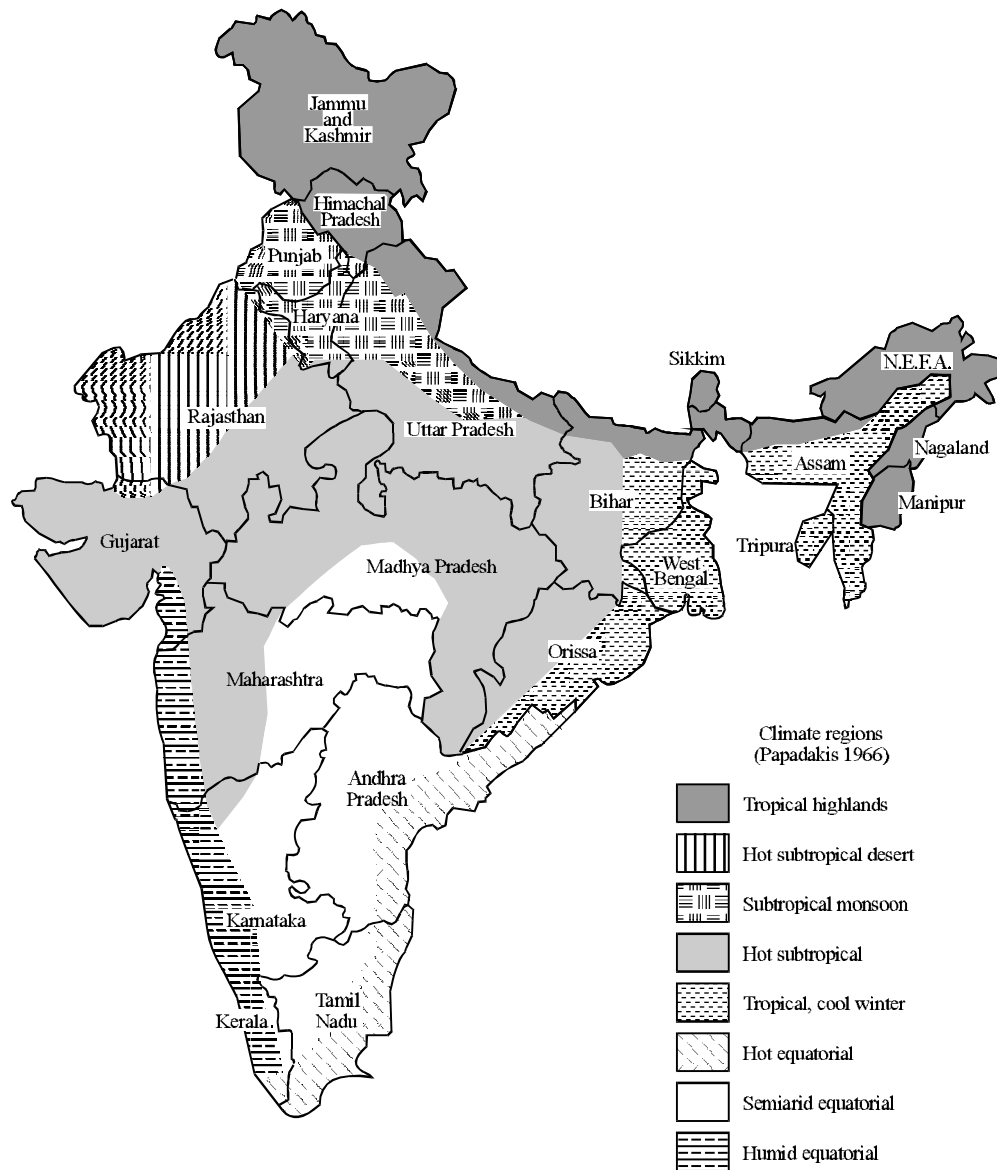 Jammu
and
Kashmir
Himachal
Pradesh
Punjab
Haryana
Sikkim
N.E.F.A.
Rajasthan
Uttar Pradesh
Assam
Nagaland
Bihar
Manipur
Gujarat
Tripura
Madhya Pradesh
West
Bengal
Orissa
Maharashtra
Andhra
Pradesh
Karnataka
Tamil
Nadu
Kerala.
Climate regions
(Papadakis 1966)
Tropical highlands
Hot subtropical desert
Subtropical monsoon
Hot subtropical
Tropical, cool winter
Hot equatorial
Semiarid equatorial
Humid equatorial